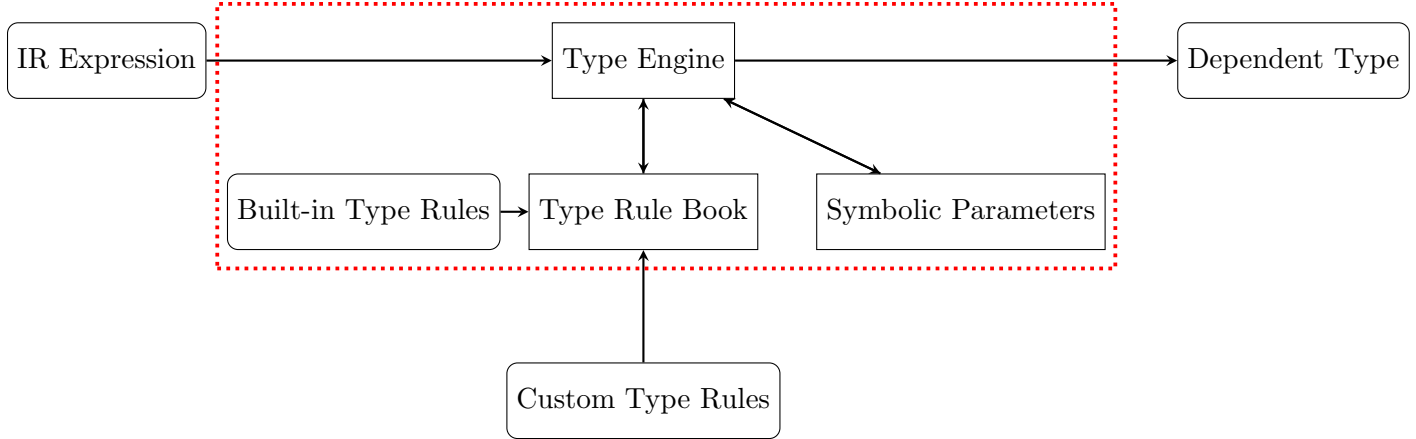 IR Expression
Type Engine
Dependent Type
Built-in Type Rules
Type Rule Book
Symbolic Parameters
Custom Type Rules